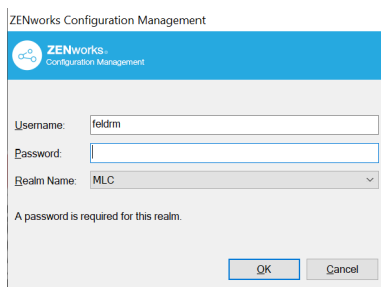 ZENworks Configuration Management
ZENworks.
Configuration Management
Username: feldrm
Password:
Realm Name: MLC
A password is required for this realm.
OK Cancel